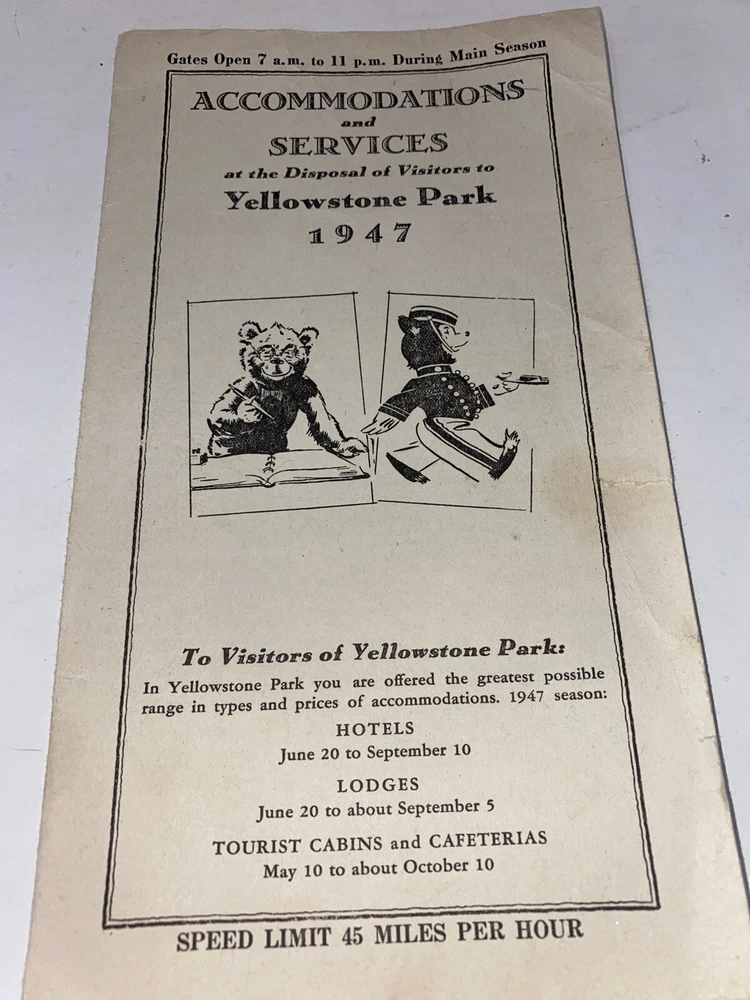 Gates Open 7 a.m. to 11 p.m. During Main Season
ACCOMMODATIONS
and
SERVICES
at the Disposal of Visitors to
Yellowstone Park
1947
To Visitors of Yellowstone Park:
In Yellowstone Park you are offered the greatest possible
range in types and prices of accommodations. 1947 season:
HOTELS
June 20 to September 10
LODGES
June 20 to about September 5
TOURIST CABINS and CAFETERIAS
May 10 to about October 10
SPEED LIMIT 45 MILES PER HOUR